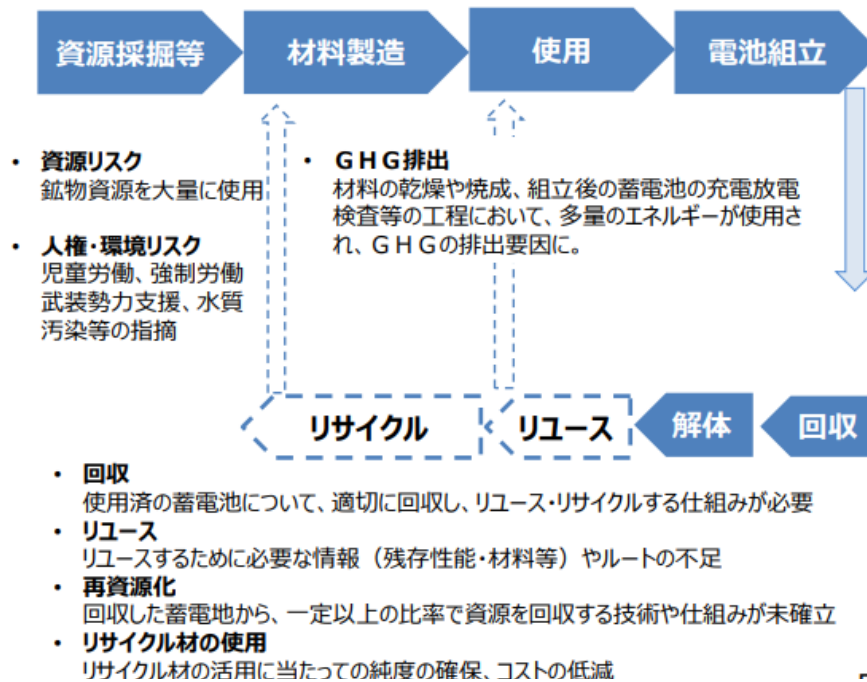 資源採掘等
材料製造
使用
電池組立
・ 資源リスク
鉱物資源を大量に使用
・ 人権・環境リスク
児童労働、強制労働
武装勢力支援、水質
汚染等の指摘
・ ＧＨＧ排出
材料の乾燥や焼成、組立後の蓄電池の充電放電
検査等の工程において、多量のエネルギーが使用さ
れ、ＧＨＧの排出要因に。
リサイクル
リユース
解体
回収
・ 回収
使用済の蓄電池について、適切に回収し、リユース・リサイクルする仕組みが必要
・ リユース
リユースするために必要な情報（残存性能・材料等）やルートの不足
・ 再資源化
回収した蓄電地から、一定以上の比率で資源を回収する技術や仕組みが未確立
・ リサイクル材の使用
リサイクル材の活用に当たっての純度の確保、コストの低減